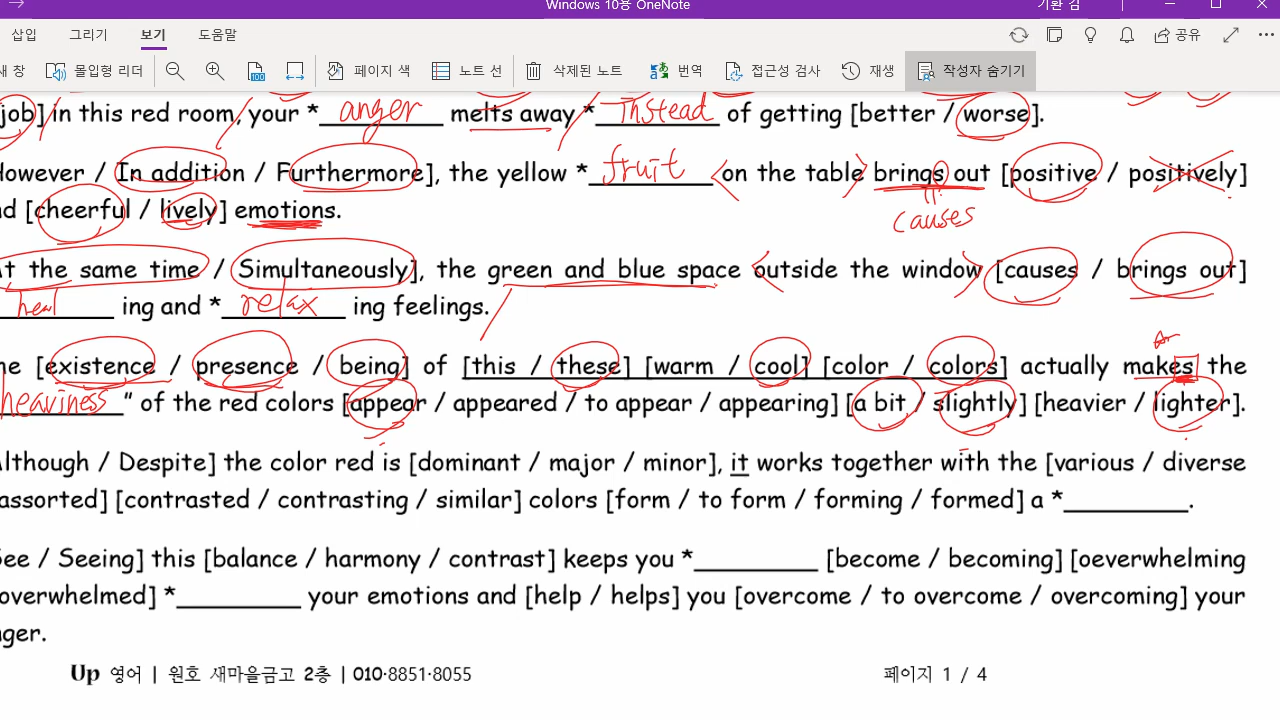 Windows 10용 OneNote
기환 김
삽입 그리기 보기 도움말
공유
새 창 몰입형 리더 페이지 색 노트 선 삭제된 노트 번역 접근성 검사 재생 작성자 숨기기
job] in this red room, your * anger melts away * Instead of getting [better / worse].
However / In addition / Furthermore], the yellow * fruit on the table brings out [positive / positively]
nd [cheerful / lively] emotions.
causes
At the same time / Simultaneously], the green and blue space outside the window [causes / brings out]
heal ing and * relax ing feelings.
he [existence / presence / being] of [this / these] [warm / cool] [color / colors] actually makes the
heaviness " of the red colors [appear / appeared / to appear / appearing] [a bit / slightly] [heavier / lighter].
Although / Despite] the color red is [dominant / major / minor], it works together with the [various / diverse
assorted] [contrasted / contrasting / similar] colors [form / to form / forming / formed] a *_________.
See / Seeing] this [balance / harmony / contrast] keeps you *_________ [become / becoming] [oeverwhelming
overwhelmed] *_________ your emotions and [help / helps] you [overcome / to overcome / overcoming] your
nger.
Up 영어 | 원호 새마을금고 2층 | 010·8851·8055 페이지 1 / 4